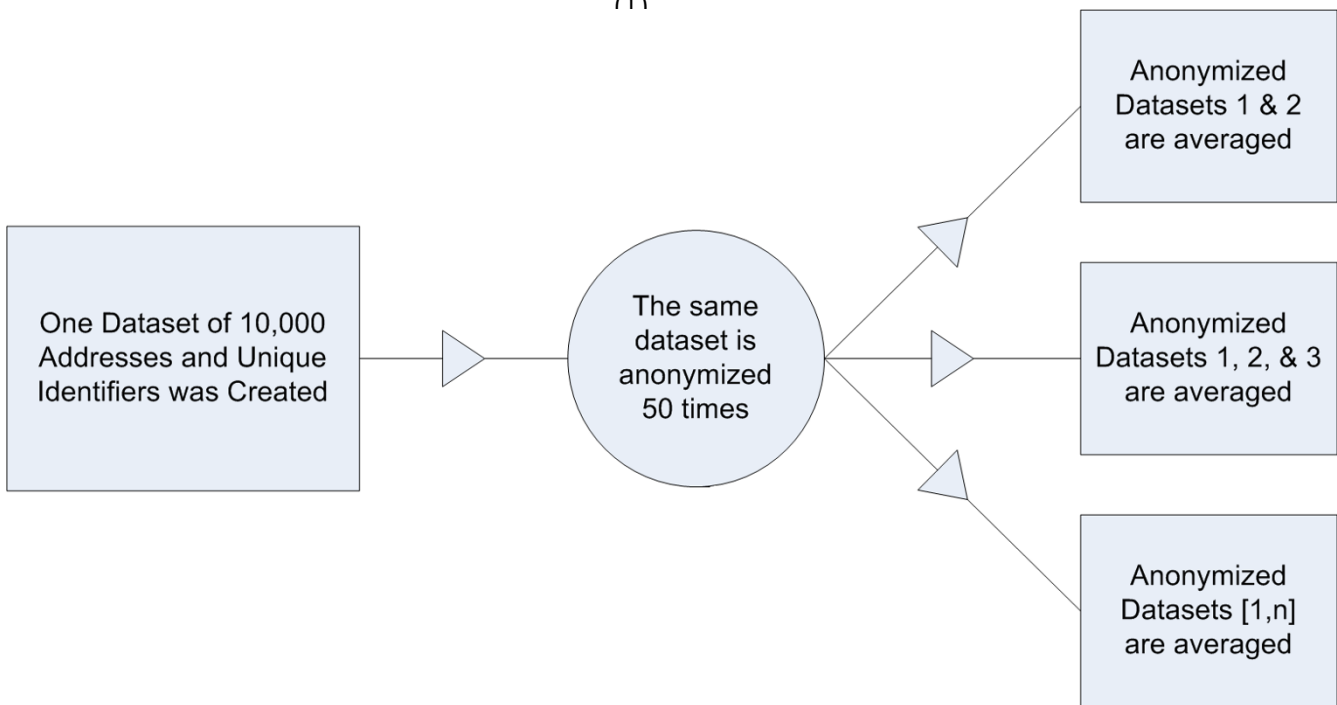 One Dataset of 10,000
Addresses and Unique
Identifiers was Created
The same
dataset is
anonymized
50 times
Anonymized
Datasets 1 & 2
are averaged
Anonymized
Datasets 1, 2, & 3
are averaged
Anonymized
Datasets [1,n]
are averaged